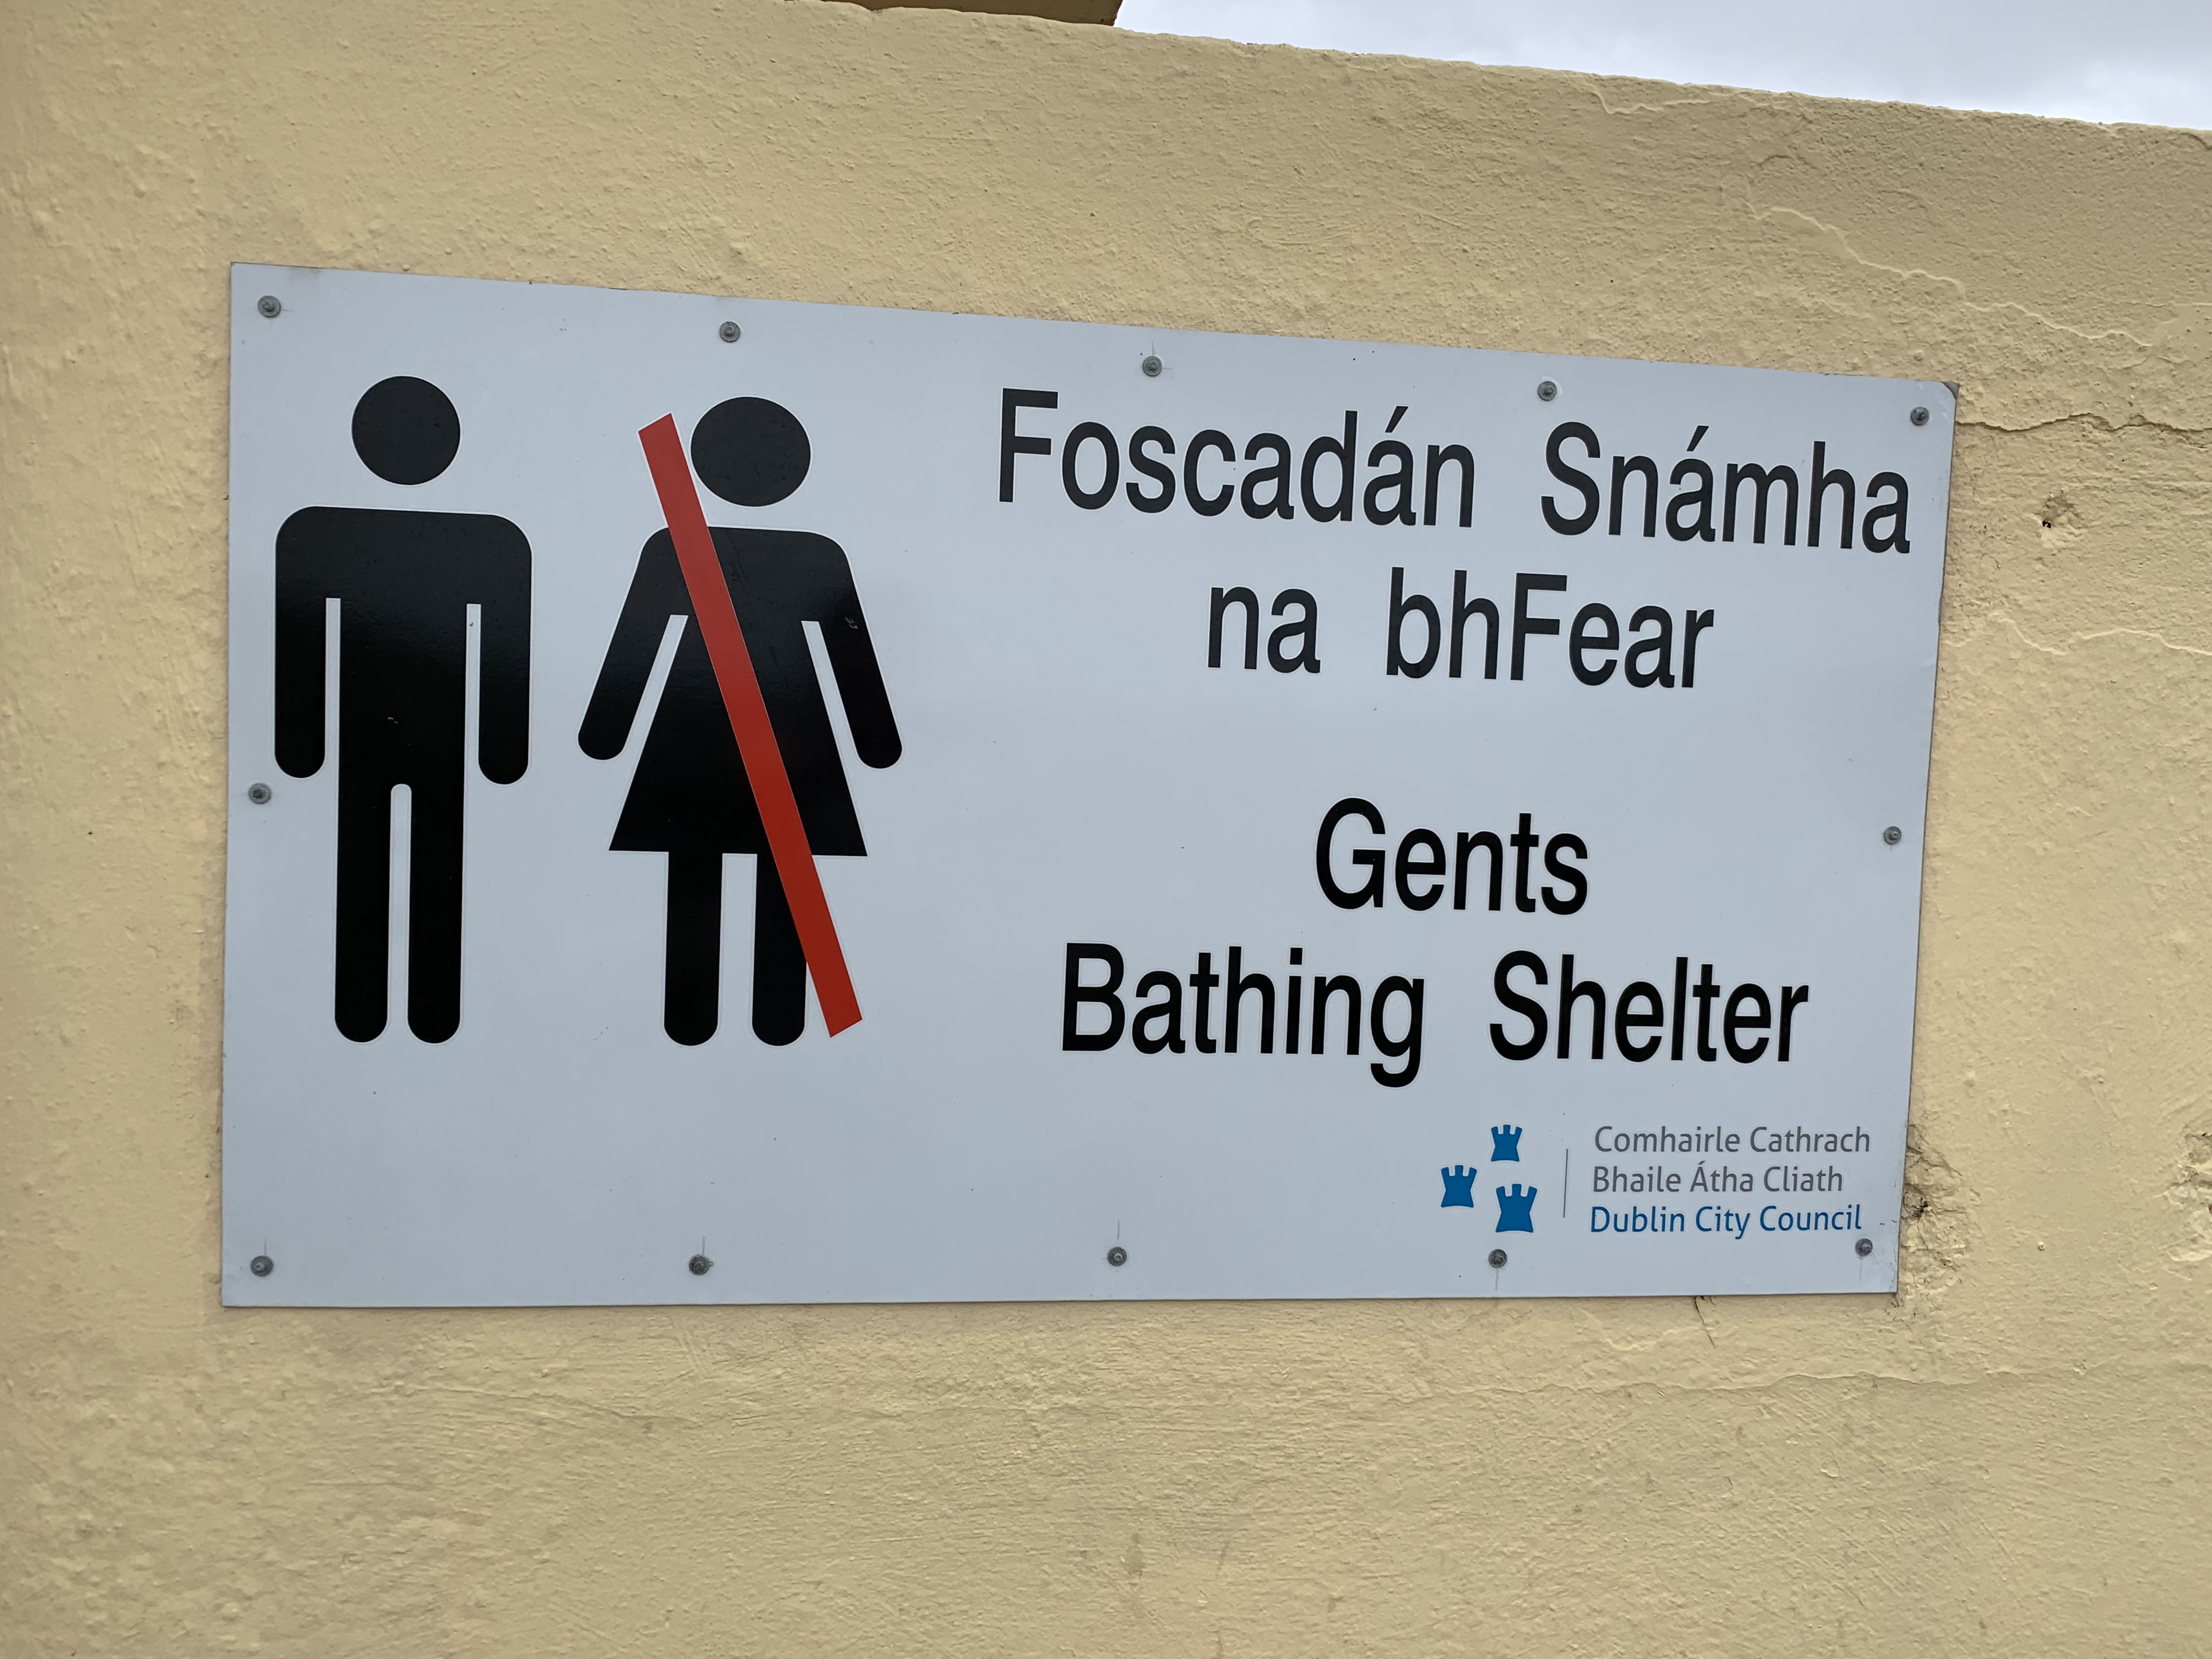 Foscadán Snámha
na bhFear
Gents
Bathing Shelter
Comhairle Cathrach
Bhaile Átha Cliath
Dublin City Council